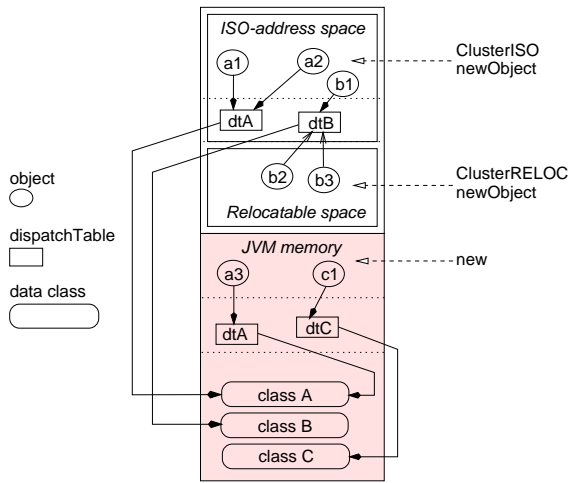 ISO-address space
ClusterISO
newObject
a1
a2
b1
dtA
dtB
object
b2
b3
ClusterRELOC
newObject
Relocatable space
dispatchTable
JVM memory
new
a3
c1
data class
dtA
dtC
class A
class B
class C